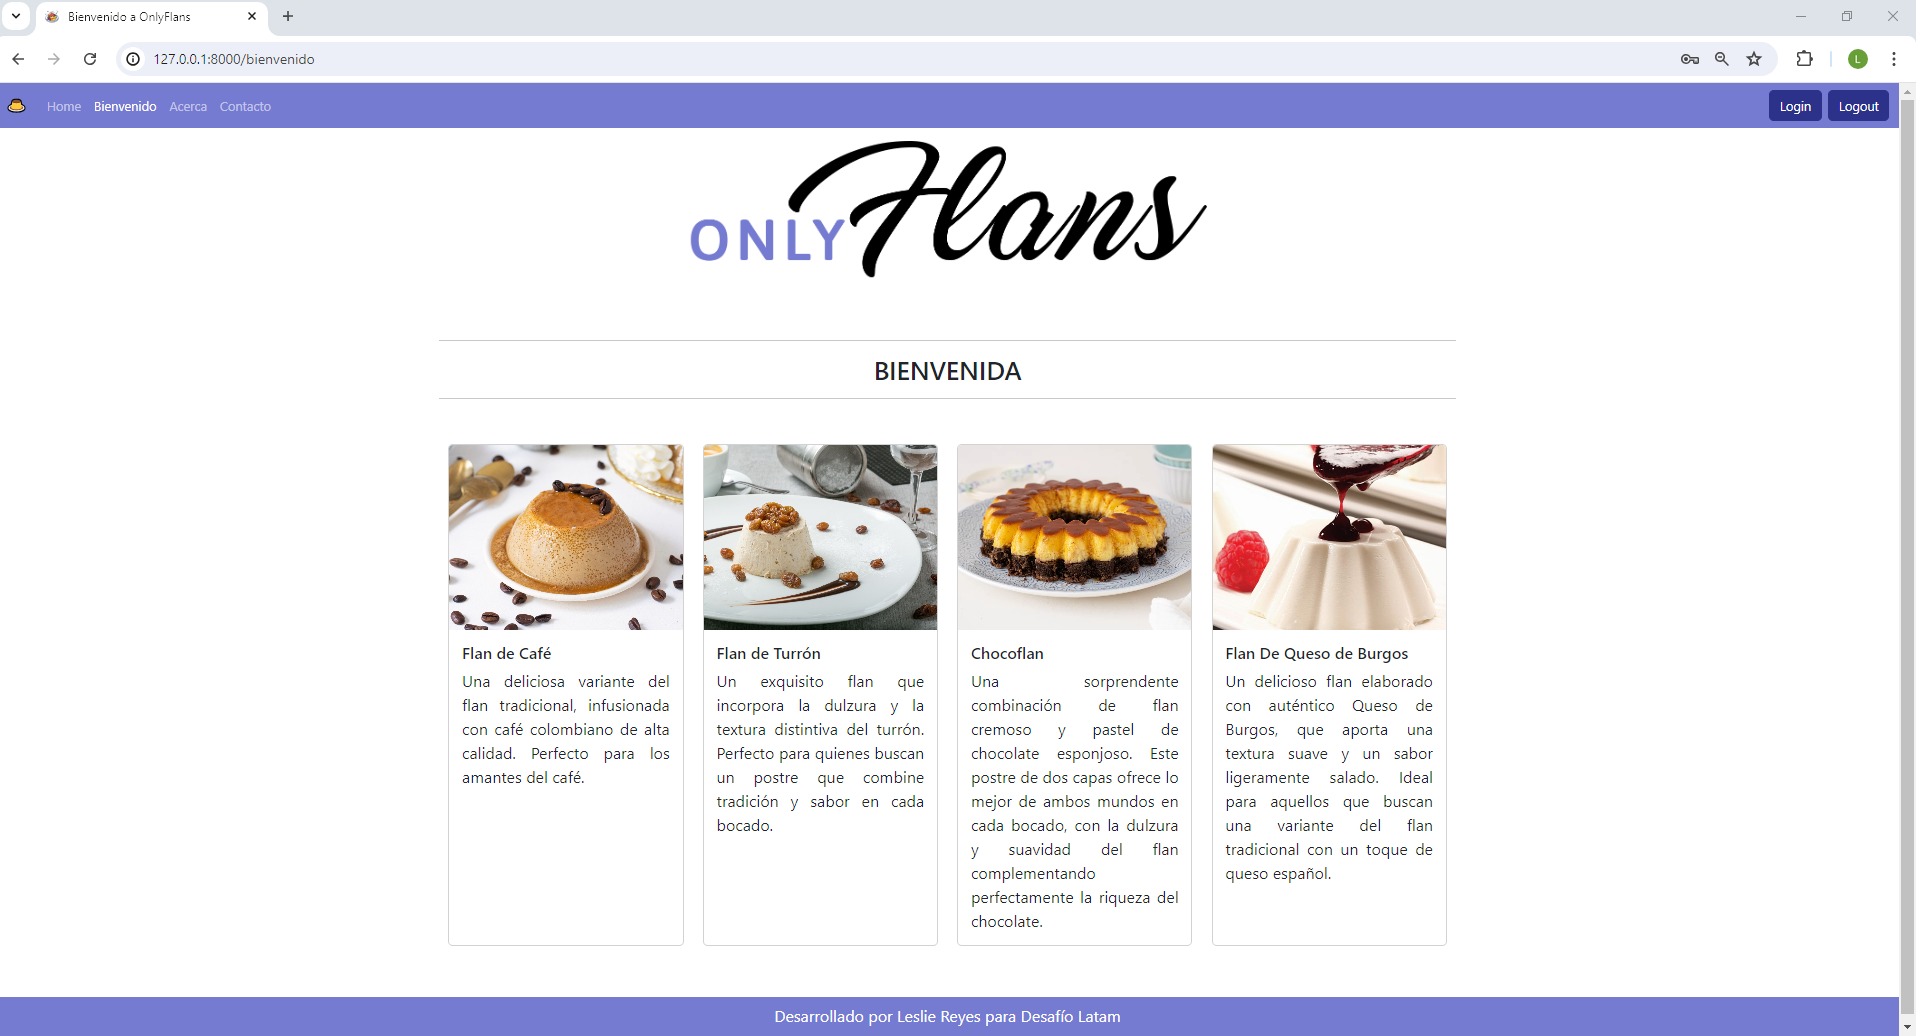 Bienvenido a OnlyFlans
127.0.0.1:8000/bienvenido
L
Home Bienvenido Acerca Contacto
Login Logout
ONLY Flans
BIENVENIDA
Flan de Café
Una deliciosa variante del
flan tradicional, infusionada
con café colombiano de alta
calidad. Perfecto para los
amantes del café.
Flan de Turrón
Un exquisito flan que
incorpora la dulzura y la
textura distintiva del turrón.
Perfecto para quienes buscan
un postre que combine
tradición y sabor en cada
bocado.
Chocoflan
Una sorprendente
combinación de flan
cremoso y pastel de
chocolate esponjoso. Este
postre de dos capas ofrece lo
mejor de ambos mundos en
cada bocado, con la dulzura
y suavidad del flan
complementando
perfectamente la riqueza del
chocolate.
Flan De Queso de Burgos
Un delicioso flan elaborado
con auténtico Queso de
Burgos, que aporta una
textura suave y un sabor
ligeramente salado. Ideal
para aquellos que buscan
una variante del flan
tradicional con un toque de
queso español.
Desarrollado por Leslie Reyes para Desafío Latam